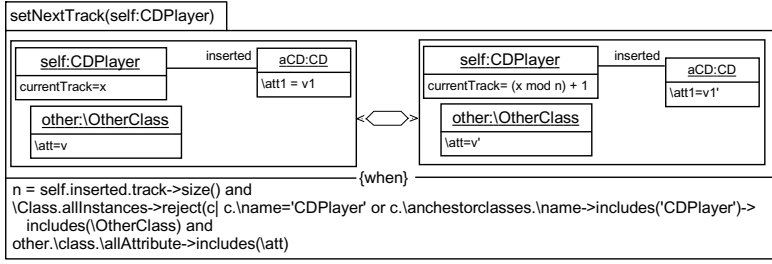 setNextTrack(self:CDPlayer)
self:CDPlayer
currentTrack=x
inserted
aCD:CD
\att1 = v1
other:\OtherClass
\att=v
self:CDPlayer
currentTrack= (x mod n) + 1
inserted
aCD:CD
\att1=v1'
other:\OtherClass
\att=v'
{when}
n = self.inserted.track->size() and
\Class.allInstances->reject(c| c.\name='CDPlayer' or c.\anchestorclasses.\name->includes('CDPlayer')->
includes(\OtherClass) and
other.\class.\allAttribute->includes(\att)